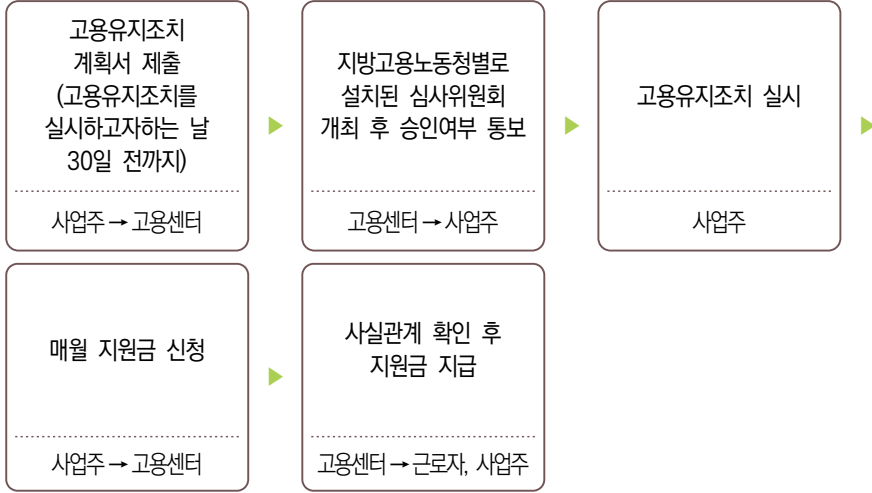 고용유지조치
계획서 제출
(고용유지조치를
실시하고자하는 날
30일 전까지)
사업주 → 고용센터
지방고용노동청별로
설치된 심사위원회
개최 후 승인여부 통보
고용센터 → 사업주
고용유지조치 실시
사업주
매월 지원금 신청
사업주 → 고용센터
사실관계 확인 후
지원금 지급
고용센터 → 근로자, 사업주